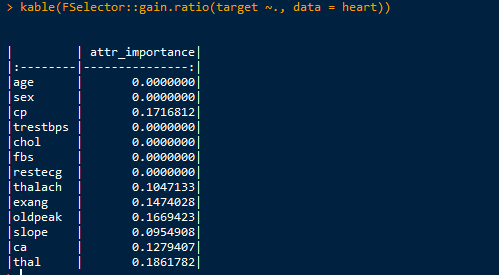 > kable(FSelector::gain.ratio(target ~., data = heart))
|         | attr_importance|
|:--------|---------------:|
|age      |       0.0000000|
|sex      |       0.0000000|
|cp       |       0.1716812|
|trestbps |       0.0000000|
|chol     |       0.0000000|
|fbs      |       0.0000000|
|restecg  |       0.0000000|
|thalach  |       0.1047133|
|exang    |       0.1474028|
|oldpeak  |       0.1669423|
|slope    |       0.0954908|
|ca       |       0.1279407|
|thal     |       0.1861782|